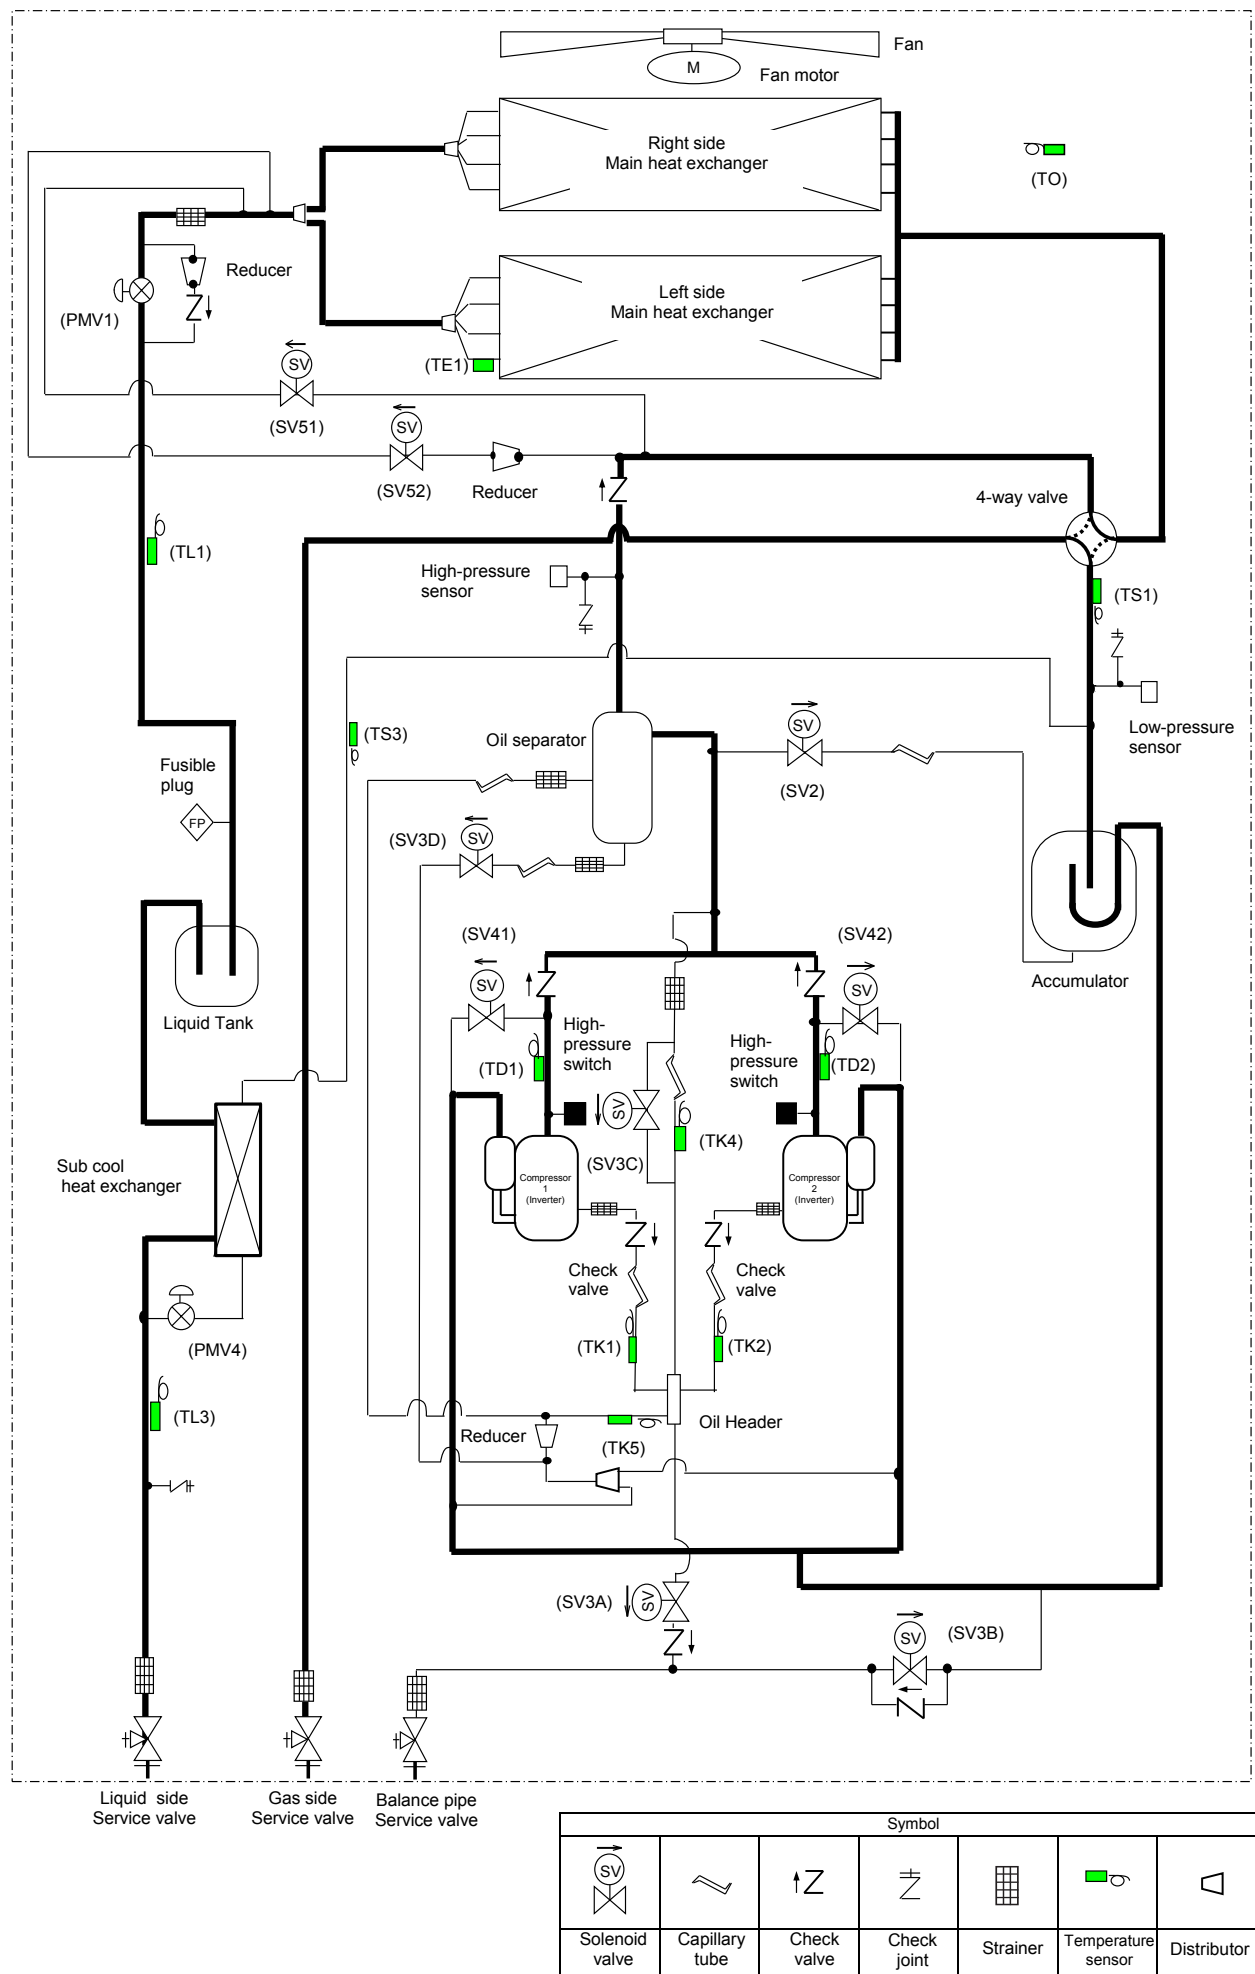 Fan
M
Fan motor
Right side
Main heat exchanger
(TO)
Reducer
Left side
Main heat exchanger
(PMV1)
SV
(TE1)
(SV51)
SV
(SV52)
Reducer
4-way valve
(TL1)
High-pressure
sensor
(TS1)
(TS3)
Oil separator
SV
Low-pressure
sensor
Fusible
plug
(SV2)
FP
(SV3D)
SV
(SV41)
(SV42)
SV
SV
Accumulator
Liquid Tank
High-
pressure
switch
High-
pressure
switch
(TD1)
(TD2)
SV
(TK4)
Sub cool
heat exchanger
(SV3C)
Compressor
1
(Inverter)
Compressor
2
(Inverter)
Check
valve
Check
valve
(PMV4)
(TK1)
(TK2)
(TL3)
Oil Header
Reducer
(TK5)
(SV3A)
SV
SV
(SV3B)
Liquid side
Service valve
Gas side
Service valve
Balance pipe
Service valve
Symbol
SV
Solenoid
valve
Capillary
tube
Check
valve
Check
joint
Strainer
Temperature
sensor
Distributor